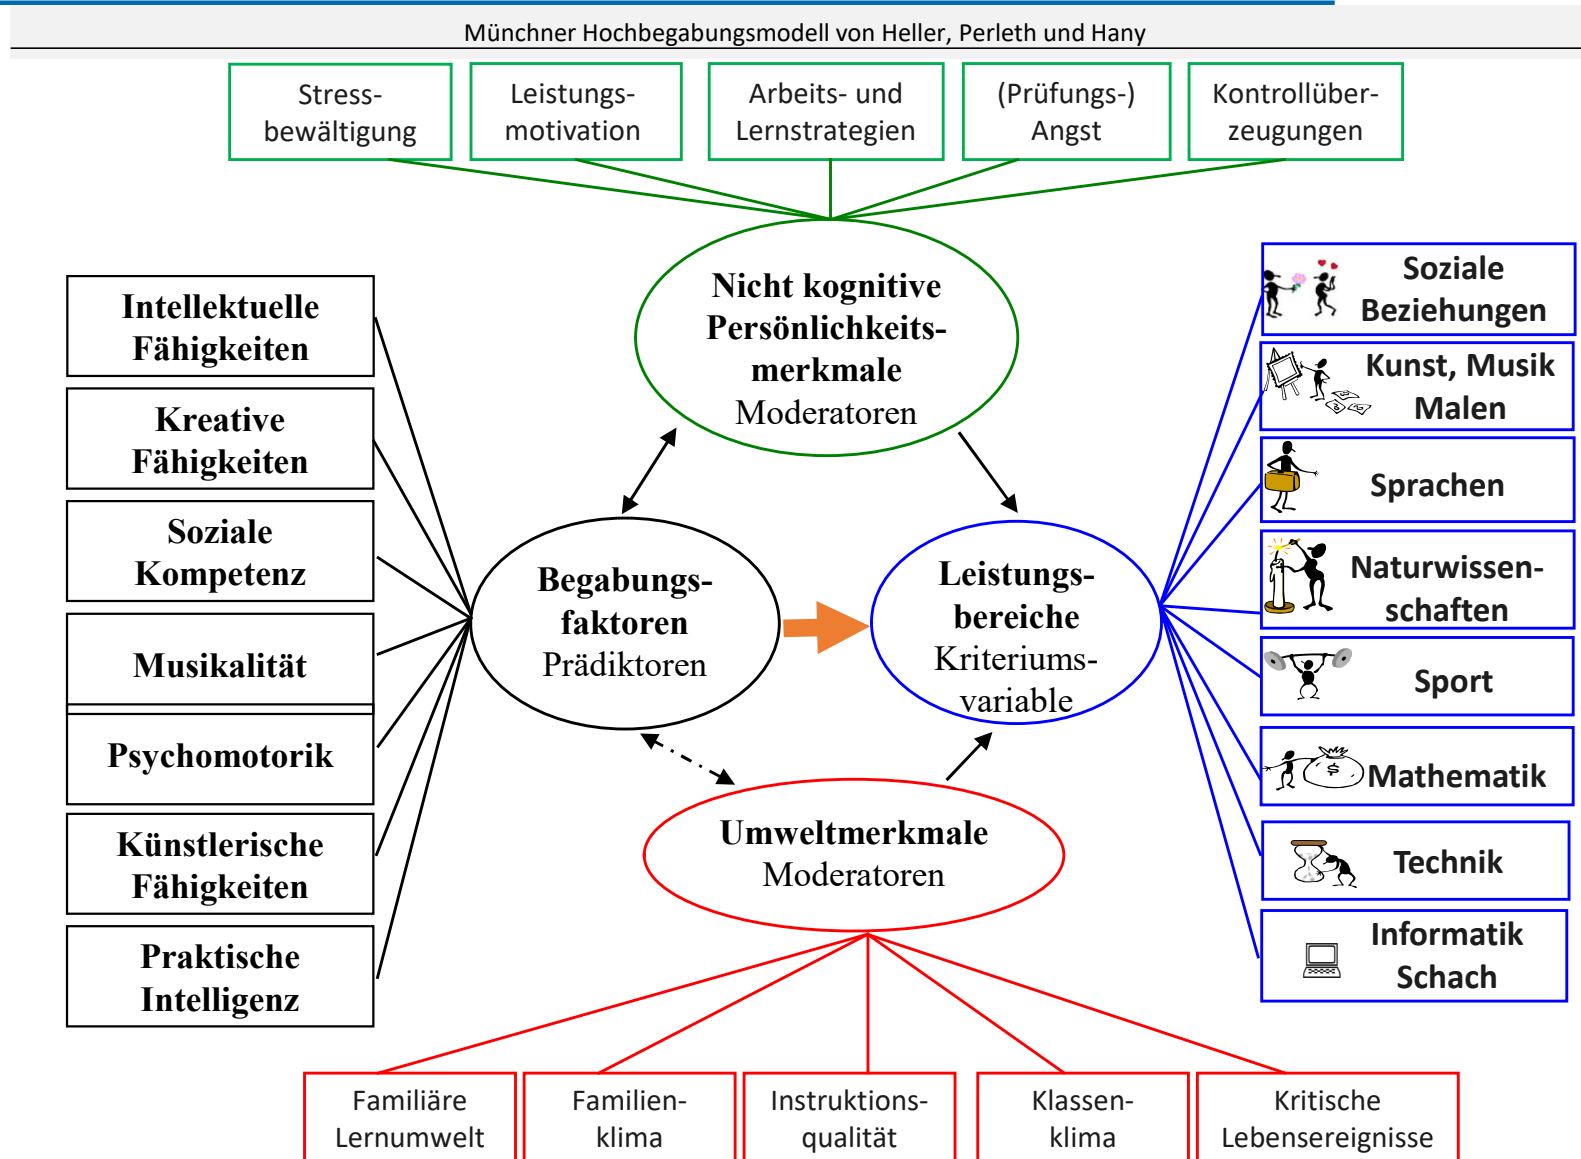 Münchner Hochbegabungsmodell von Heller, Perleth und Hany
Stress-
bewältigung
Leistungs-
motivation
Arbeits- und
Lernstrategien
(Prüfungs-)
Angst
Kontrollüber-
zeugungen
Nicht kognitive
Persönlichkeits-
merkmale
Moderatoren
Intellektuelle
Fähigkeiten
Kreative
Fähigkeiten
Soziale
Kompetenz
Musikalität
Psychomotorik
Künstlerische
Fähigkeiten
Praktische
Intelligenz
Begabungs-
faktoren
Prädiktoren
Leistungs-
bereiche
Kriteriums-
variable
Soziale
Beziehungen
Kunst, Musik
Malen
Sprachen
Naturwissen-
schaften
Sport
$
Mathematik
Technik
Informatik
Schach
Umweltmerkmale
Moderatoren
Familiäre
Lernumwelt
Familien-
klima
Instruktions-
qualität
Klassen-
klima
Kritische
Lebensereignisse